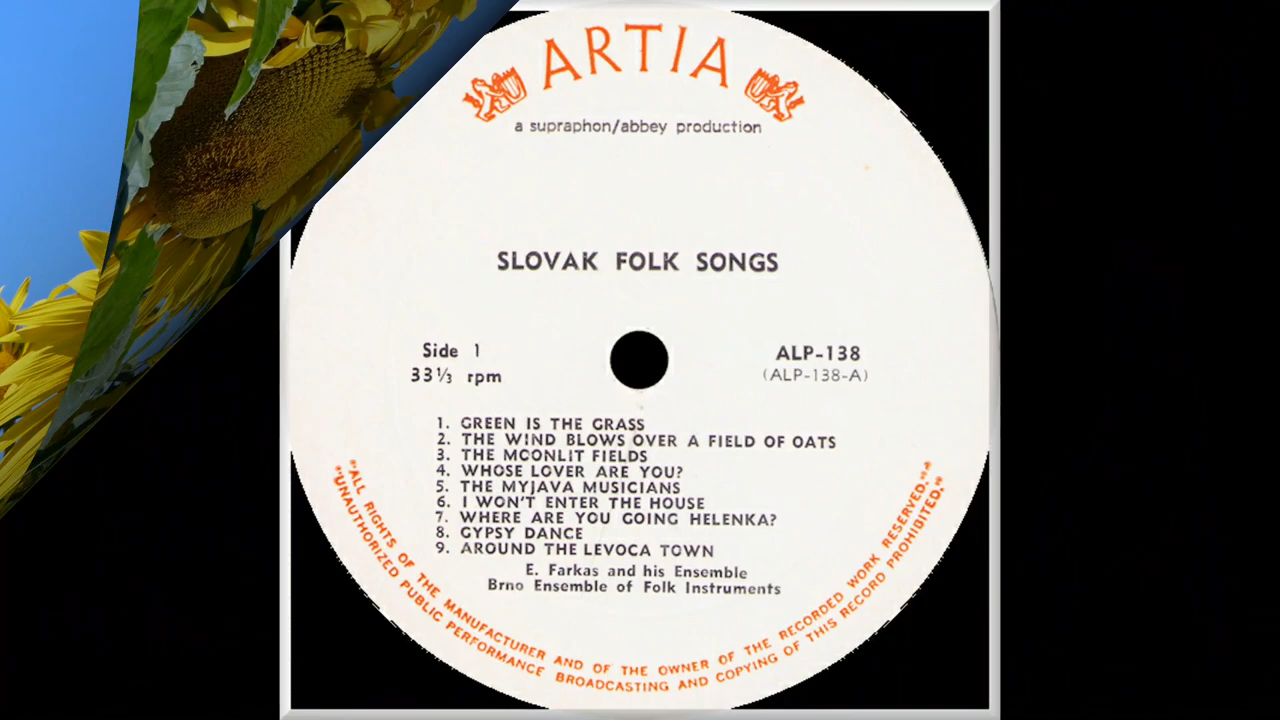 ARTIA
a supraphon/abbey production
SLOVAK FOLK SONGS
Side 1
33⅓ rpm
ALP-138
(ALP-138-A)
1. GREEN IS THE GRASS
2. THE WIND BLOWS OVER A FIELD OF OATS
3. THE MOONLIT FIELDS
4. WHOSE LOVER ARE YOU?
5. THE MYJAVA MUSICIANS
6. I WON'T ENTER THE HOUSE
7. WHERE ARE YOU GOING HELENKA?
8. GYPSY DANCE
9. AROUND THE LEVOCA TOWN
E. Farkas and his Ensemble
Brno Ensemble of Folk Instruments
"ALL RIGHTS OF THE MANUFACTURER AND OF THE OWNER OF THE RECORDED WORK RESERVED."
"UNAUTHORIZED PUBLIC PERFORMANCE BROADCASTING AND COPYING OF THIS RECORD PROHIBITED."